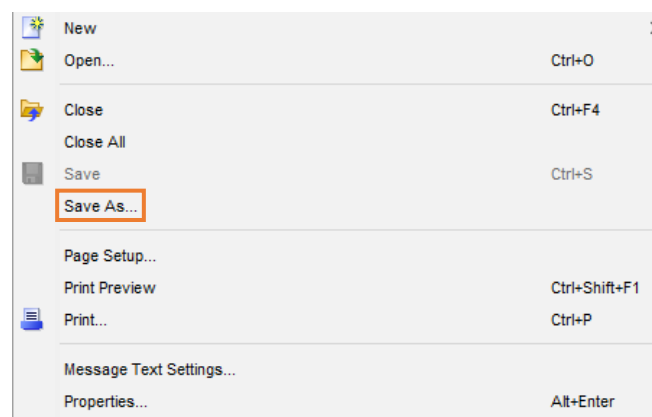 New
Open... Ctrl+O
Close Ctrl+F4
Close All
Save Ctrl+S
Save As...
Page Setup...
Print Preview Ctrl+Shift+F1
Print... Ctrl+P
Message Text Settings...
Properties... Alt+Enter